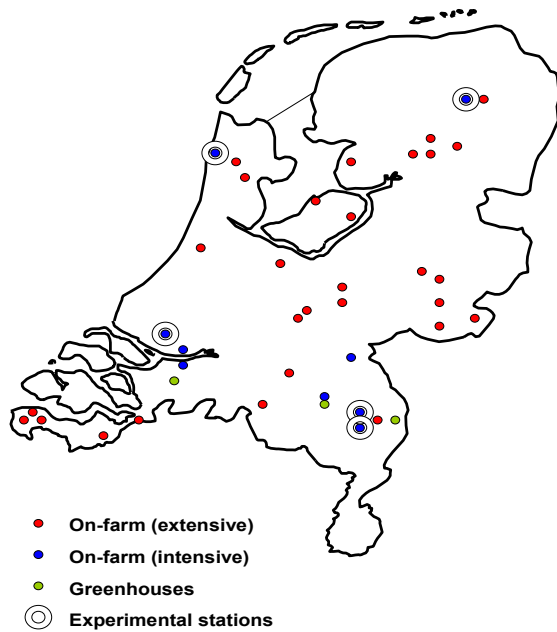 On-farm (extensive)
On-farm (intensive)
Greenhouses
Experimental stations